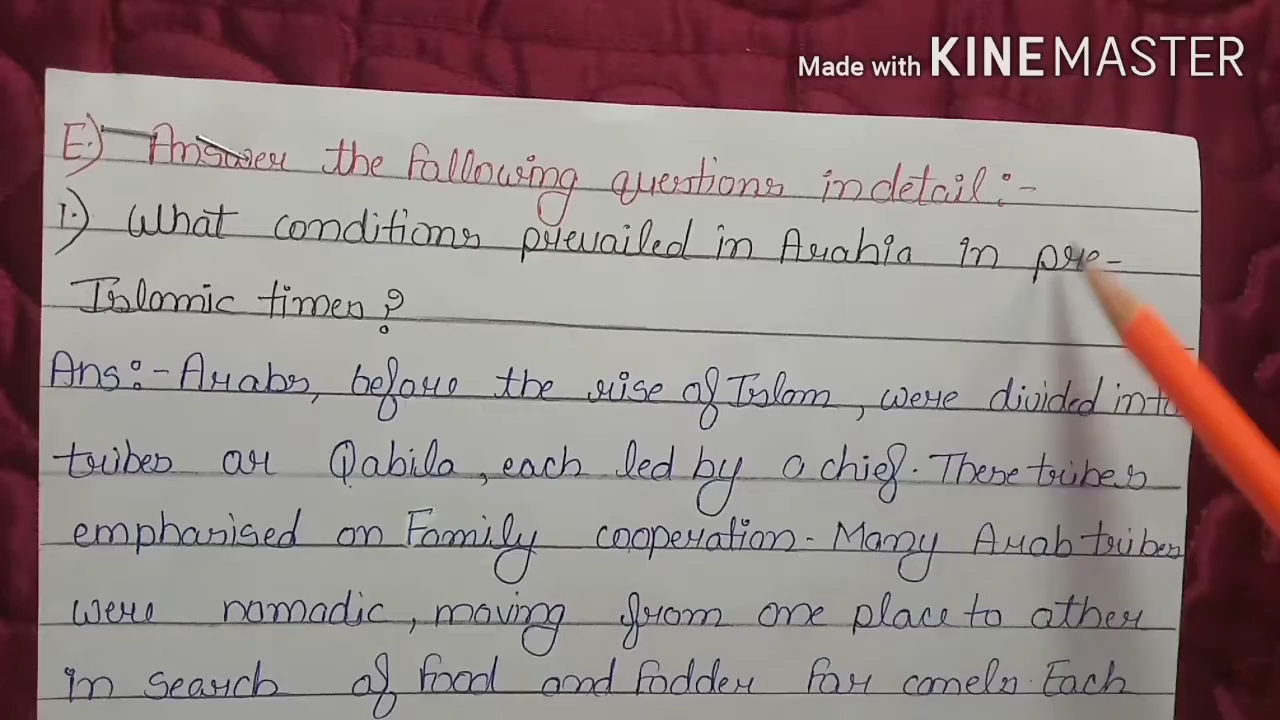 Made with KINEMASTER
E.) Answer the following questions in detail:-
1.) What conditions prevailed in Arabia in pre-
Islamic times?
Ans:- Arabs, before the rise of Islam, were divided into
tribes or Qabila, each led by a chief. These tribes
emphasised on Family cooperation. Many Arab tribes
were nomadic, moving from one place to other
in search of food and fodder for camels. Each